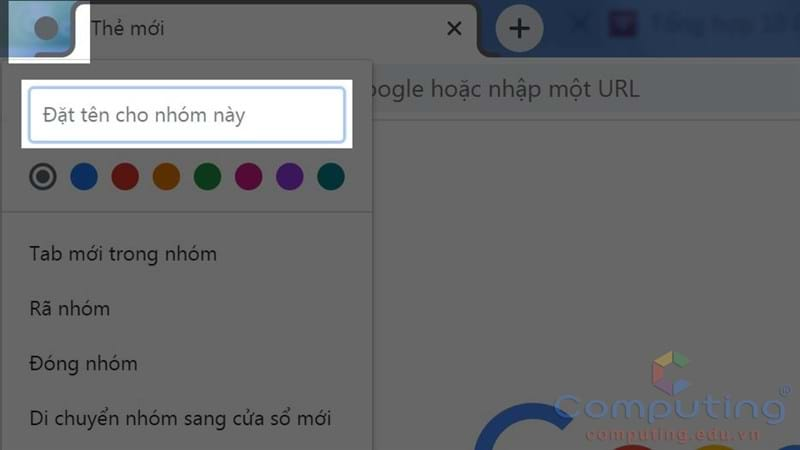 Thẻ mới
Tổng hợp 10
Đặt tên cho nhóm này
oogle hoặc nhập một URL
Tab mới trong nhóm
Rã nhóm
Đóng nhóm
Di chuyển nhóm sang cửa sổ mới
Computing®
computing.edu.vn